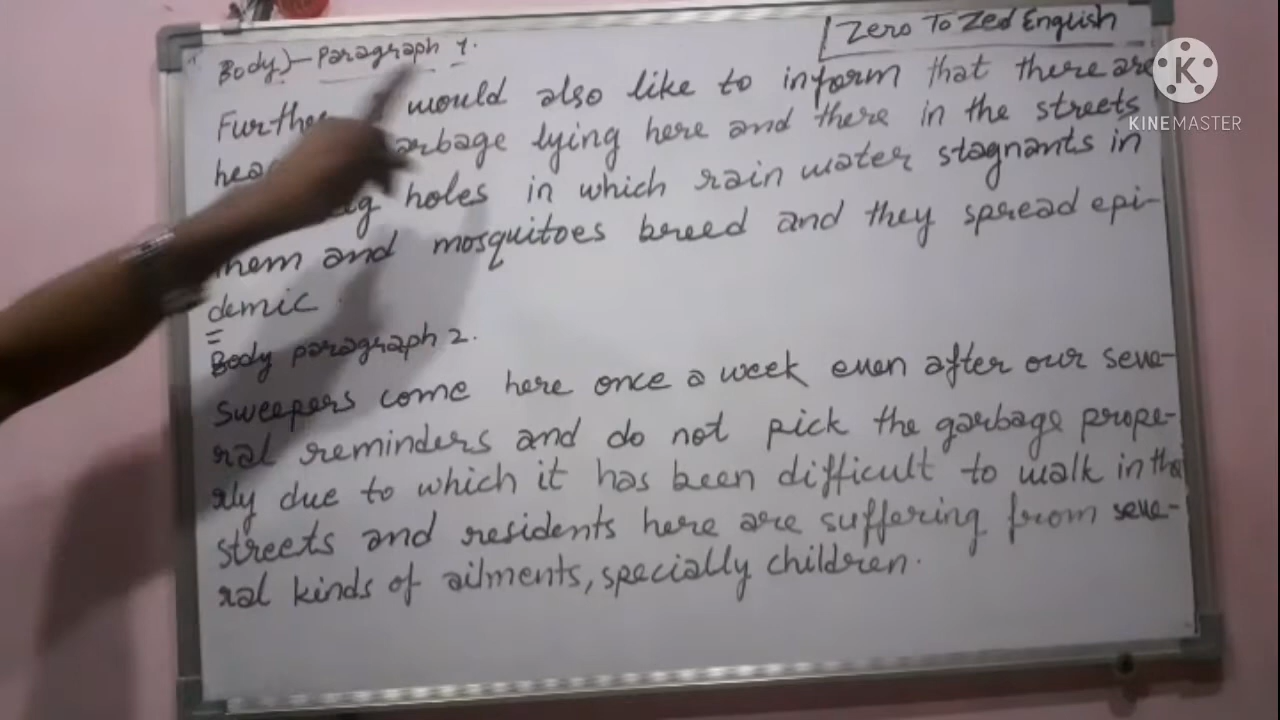 Zero To Zed English
KINEMASTER
Body)- Paragraph 1.
would also like to inform that there are
garbage lying here and there in the streets
holes in which rain water stagnants in
them and mosquitoes breed and they spread epi-
demic.
Body paragraph 2.
Sweepers come here once a week even after our seve-
ral reminders and do not pick the garbage prope-
rly due to which it has been difficult to walk in the
streets and residents here are suffering from seve-
ral kinds of ailments, specially children.